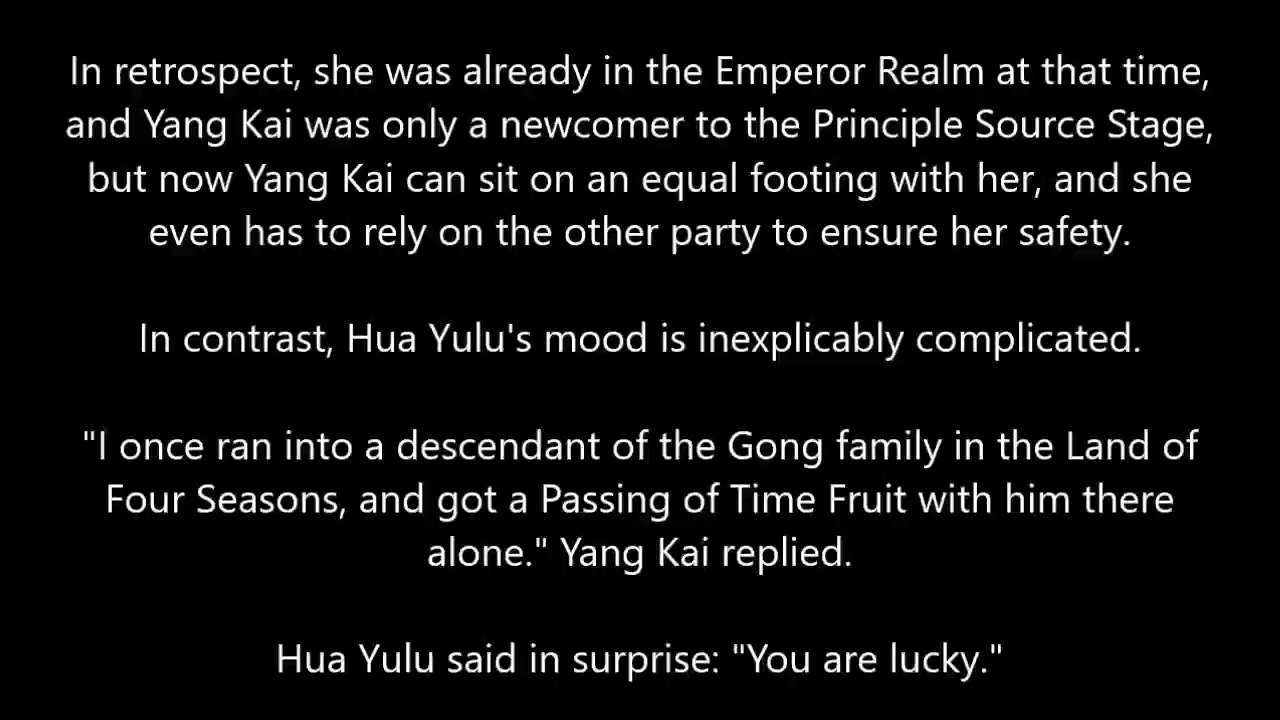 In retrospect, she was already in the Emperor Realm at that time,
and Yang Kai was only a newcomer to the Principle Source Stage,
but now Yang Kai can sit on an equal footing with her, and she
even has to rely on the other party to ensure her safety.
In contrast, Hua Yulu's mood is inexplicably complicated.
"I once ran into a descendant of the Gong family in the Land of
Four Seasons, and got a Passing of Time Fruit with him there
alone." Yang Kai replied.
Hua Yulu said in surprise: "You are lucky."